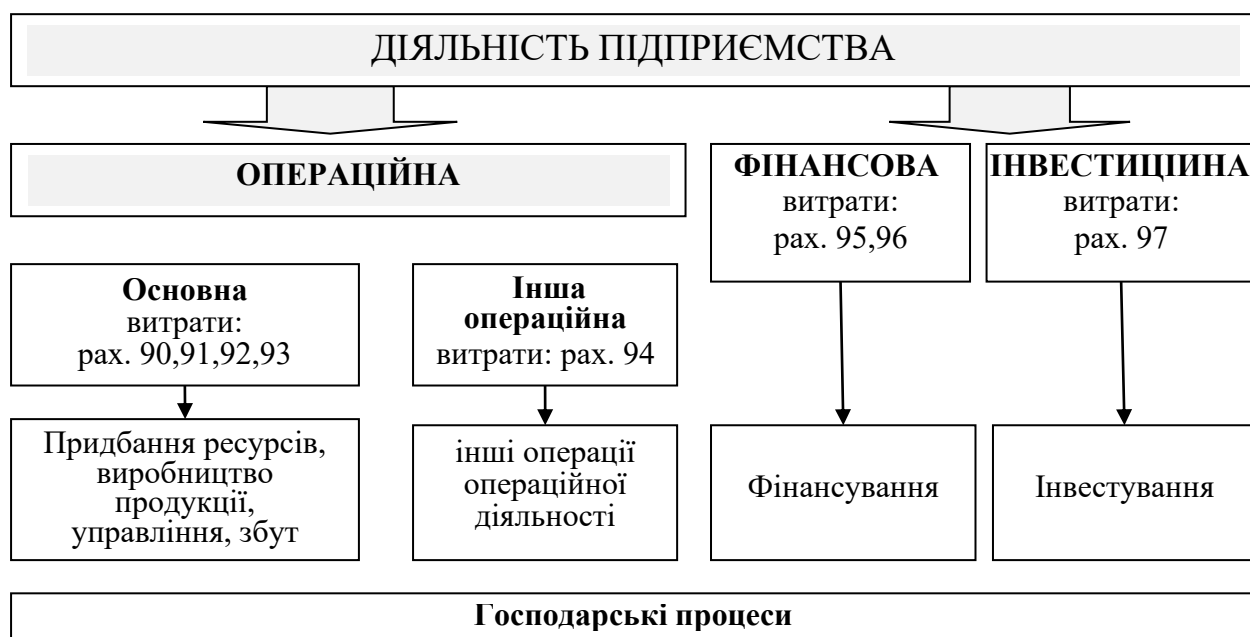 ДІЯЛЬНІСТЬ ПІДПРИЄМСТВА
ОПЕРАЦІЙНА
ФІНАНСОВА
витрати:
рах. 95,96
ІНВЕСТИЦІЙНА
витрати:
рах. 97
Основна
витрати:
рах. 90,91,92,93
Інша
операційна
витрати: рах. 94
Придбання ресурсів,
виробництво
продукції,
управління, збут
інші операції
операційної
діяльності
Фінансування
Інвестування
Господарські процеси